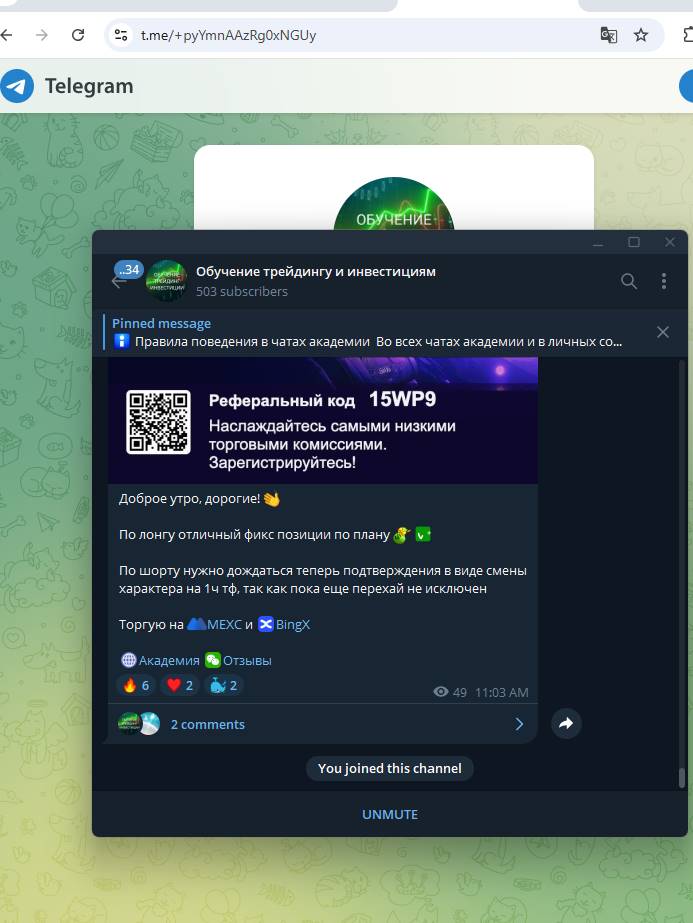 t.me/+pyYmnAAzRg0xNGUy
Telegram
ОБУЧЕНИЕ
..34
Обучение трейдингу и инвестициям
503 subscribers
Pinned message
Правила поведения в чатах академии Во всех чатах академии и в личных со...
Реферальный код 15WP9
Наслаждайтесь самыми низкими
торговыми комиссиями.
Зарегистрируйтесь!
Доброе утро, дорогие! 👋
По лонгу отличный фикс позиции по плану
По шорту нужно дождаться теперь подтверждения в виде смены
характера на 1ч тф, так как пока еще перехай не исключен
Торгую на MEXC и BingX
Академия Отзывы
🔥 6 ❤️ 2 🐳 2
49 11:03 AM
2 comments
You joined this channel
UNMUTE